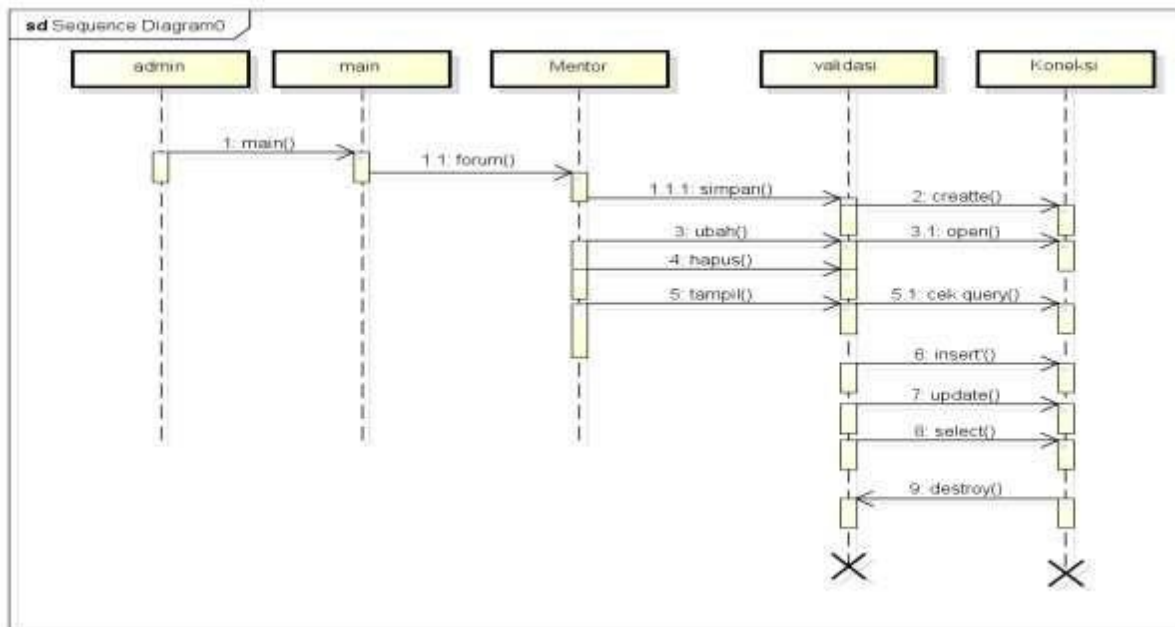 sd Sequence Diagram0
admin
main
Mentor
validasi
Koneksi
1: main()
1.1: forum()
1.1.1: simpan()
2: creatte()
3: ubah()
3.1: open()
4: hapus()
5: tampil()
5.1: cek query()
6: insert'()
7: update()
8: select()
9: destroy()